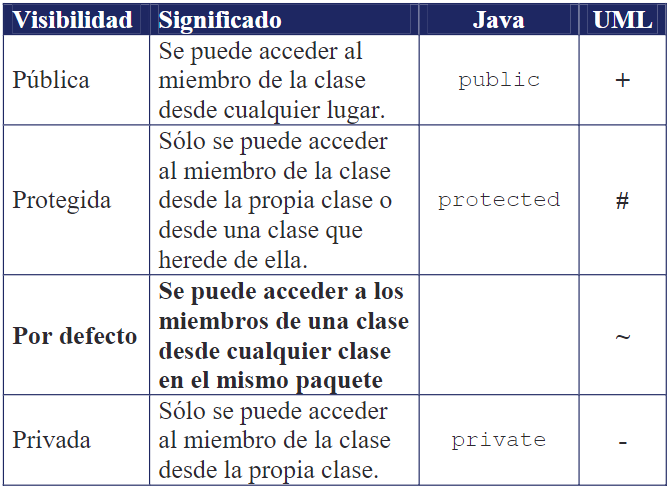 Visibilidad Significado Java UML
Se puede acceder al
Pública miembro de la clase public +
desde cualquier lugar.
Sólo se puede acceder
al miembro de la clase
Protegida desde la propia clase o protected #
desde una clase que
herede de ella.
Se puede acceder a los
Por defecto miembros de una clase ~
desde cualquier clase
en el mismo paquete
Sólo se puede acceder
Privada al miembro de la clase private -
desde la propia clase.